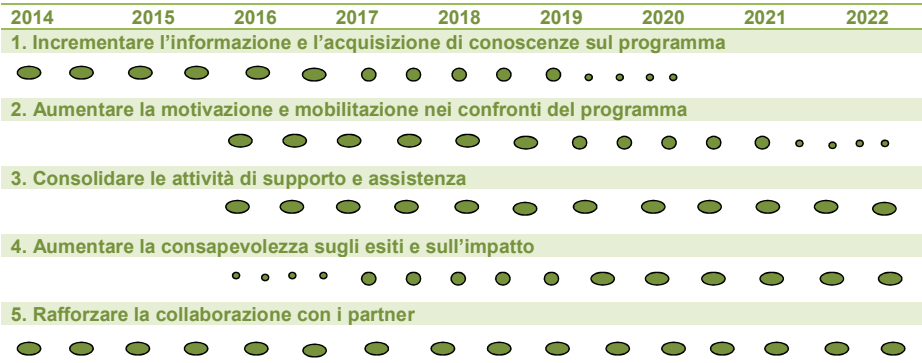 2014 2015 2016 2017 2018 2019 2020 2021 2022
1. Incrementare l’informazione e l’acquisizione di conoscenze sul programma
2. Aumentare la motivazione e mobilitazione nei confronti del programma
3. Consolidare le attività di supporto e assistenza
4. Aumentare la consapevolezza sugli esiti e sull’impatto
5. Rafforzare la collaborazione con i partner